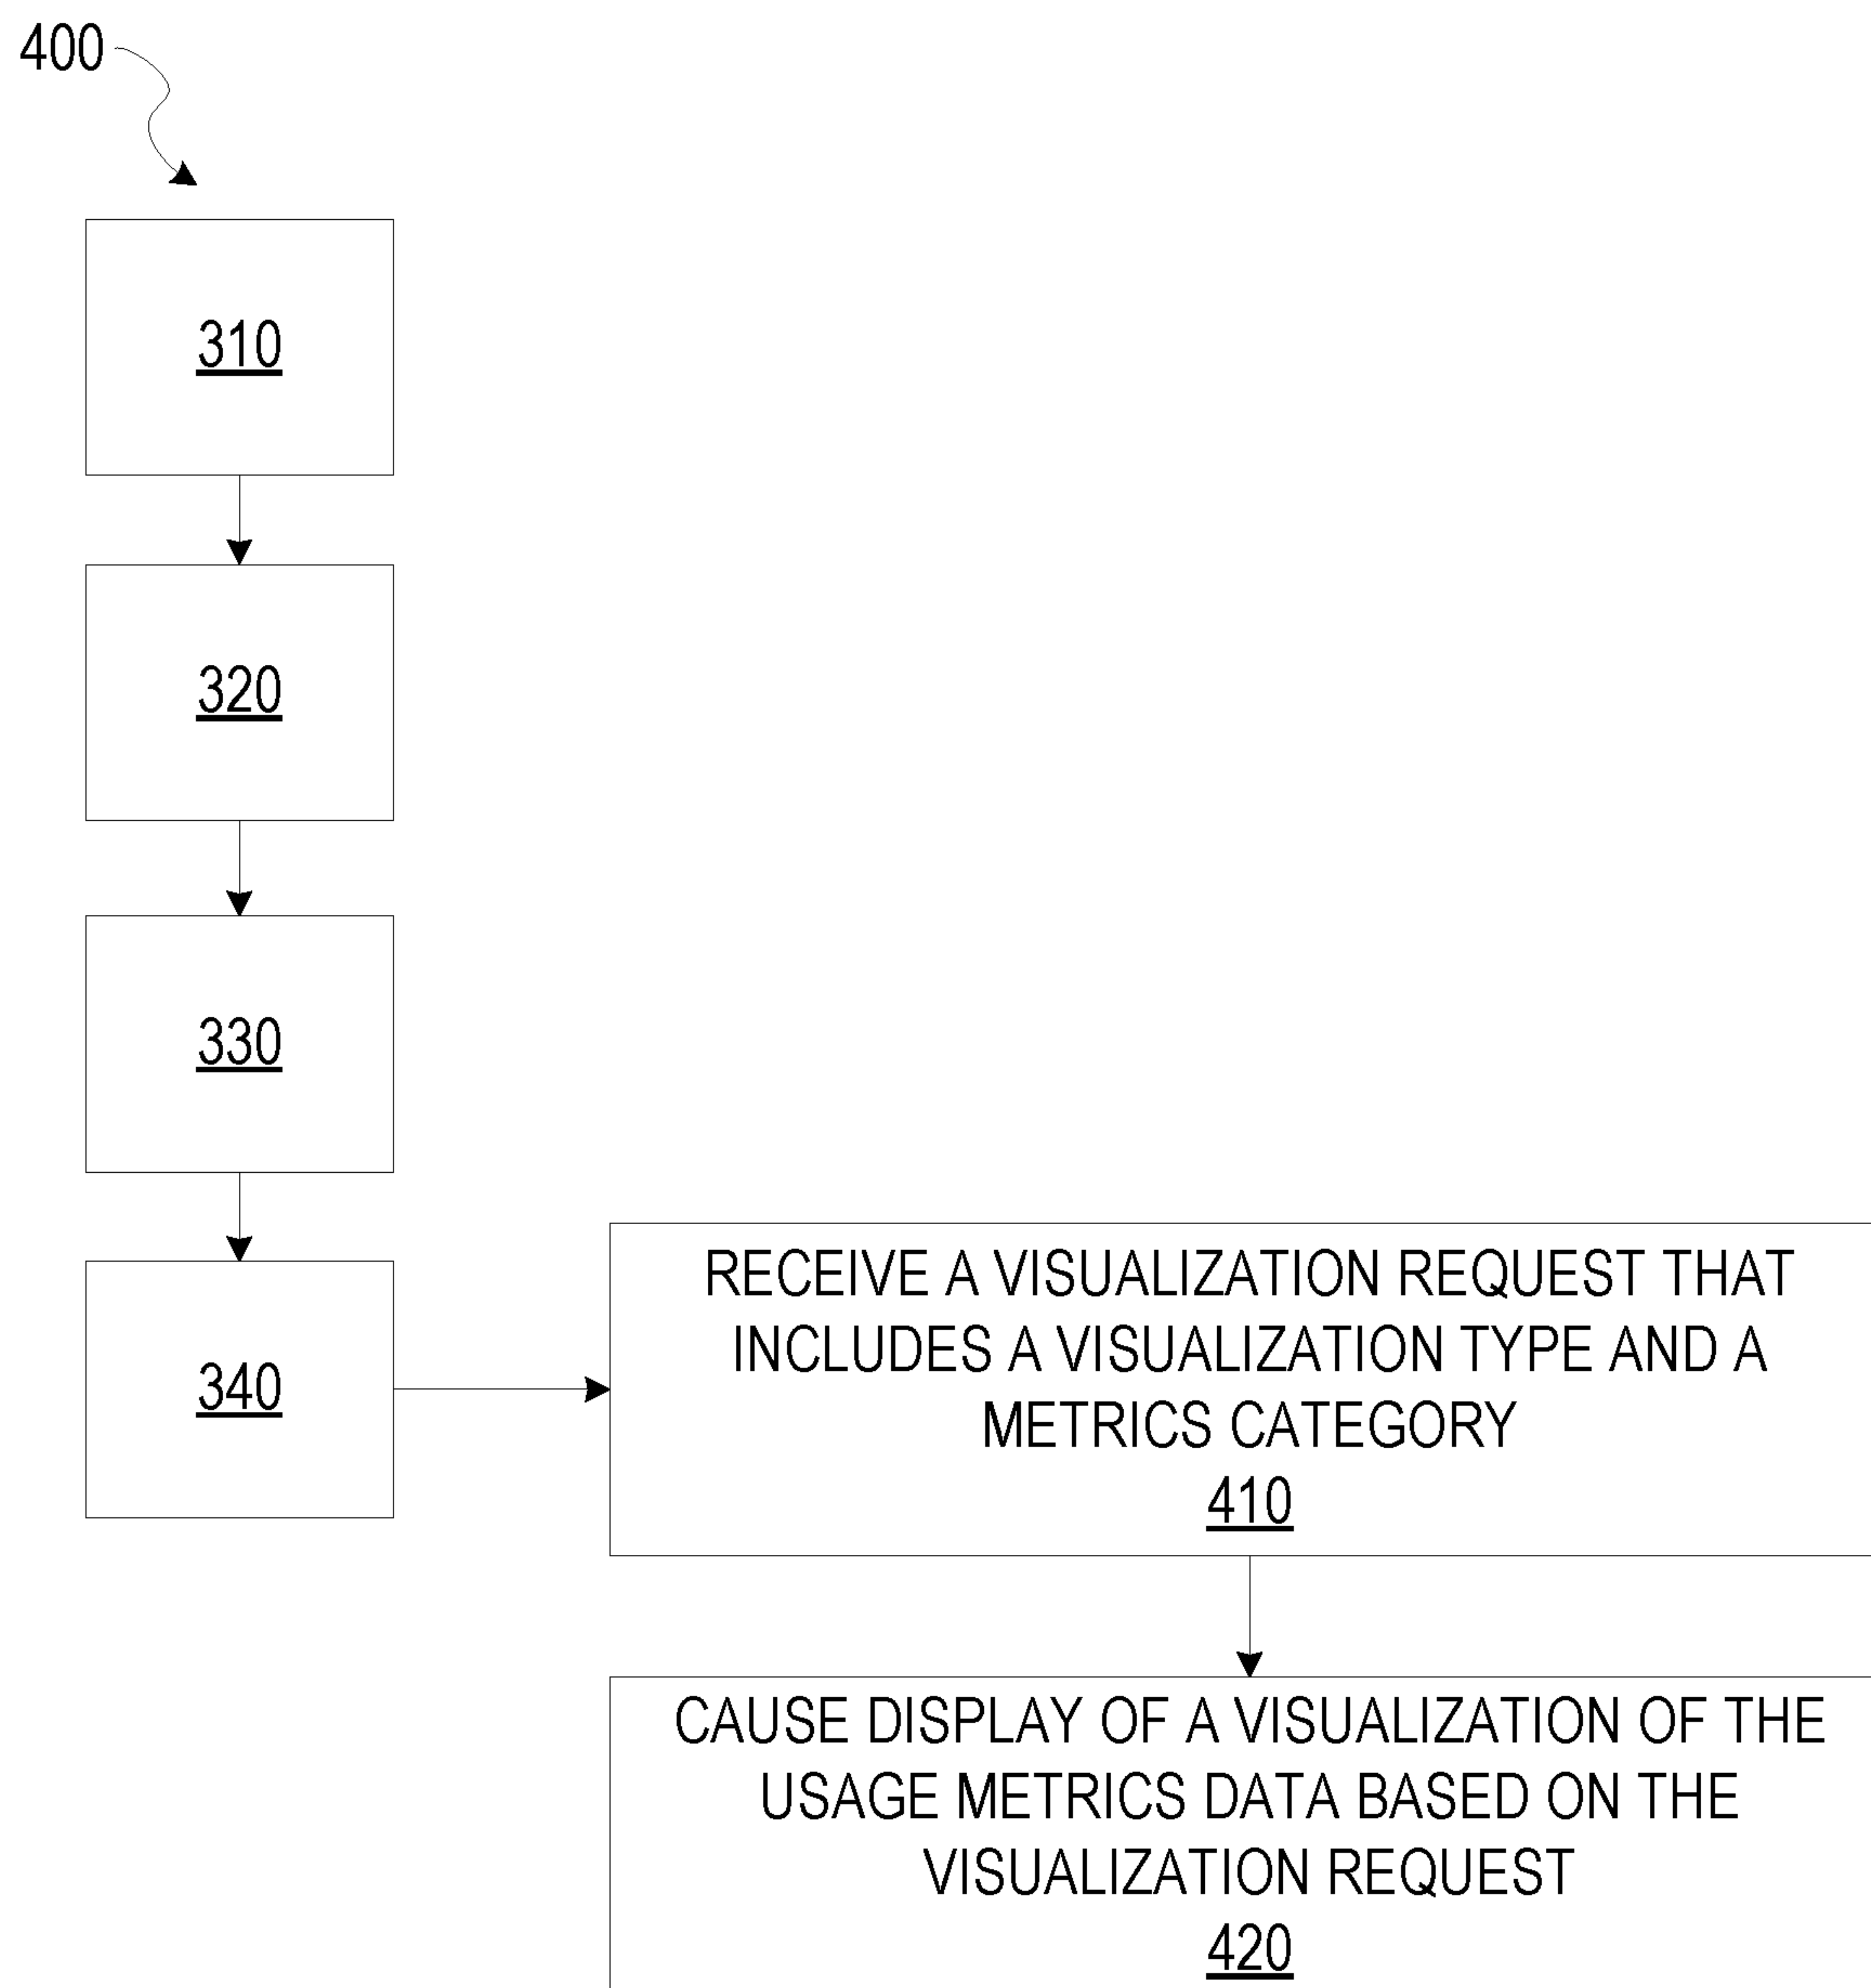 400
310
320
330
340
RECEIVE A VISUALIZATION REQUEST THAT
INCLUDES A VISUALIZATION TYPE AND A
METRICS CATEGORY
410
CAUSE DISPLAY OF A VISUALIZATION OF THE
USAGE METRICS DATA BASED ON THE
VISUALIZATION REQUEST
420